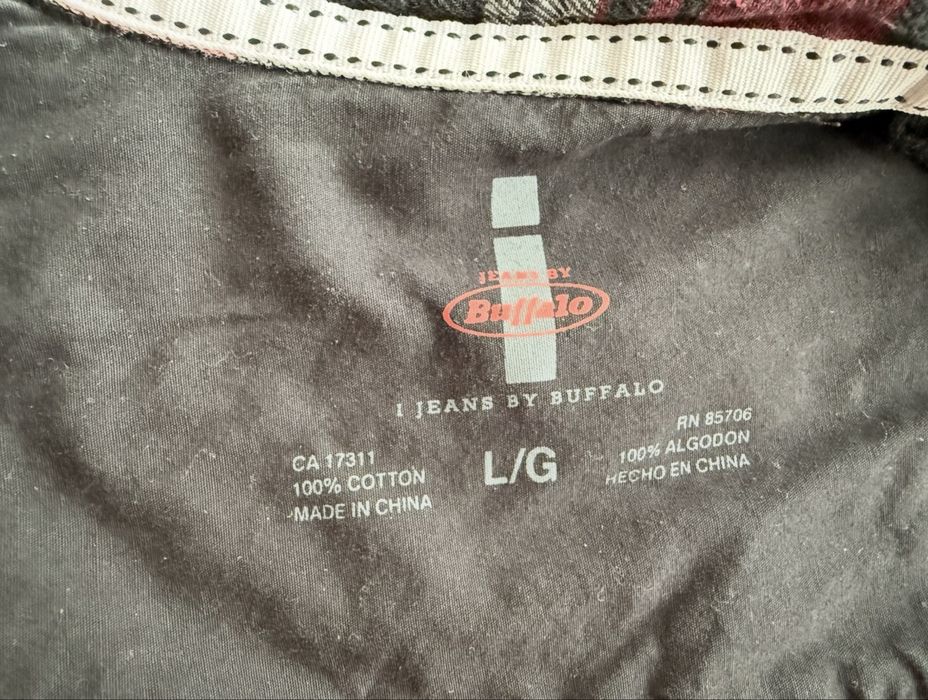 i
JEANS BY
Buffalo
I JEANS BY BUFFALO
CA 17311
100% COTTON
MADE IN CHINA
L/G
RN 85706
100% ALGODON
HECHO EN CHINA